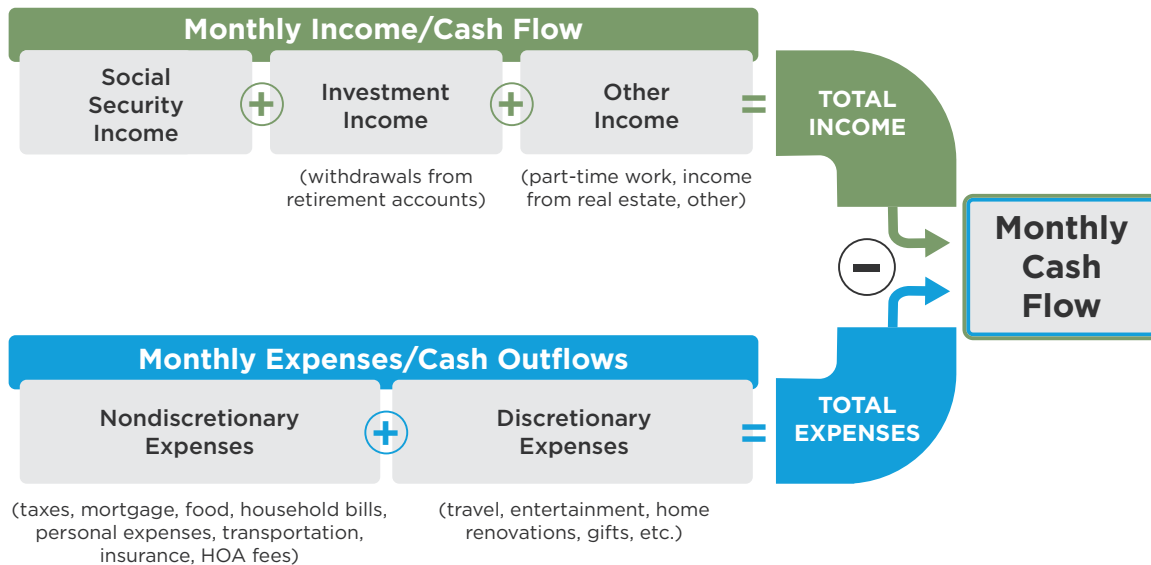 Monthly Income/Cash Flow
Social
Security
Income
+
Investment
Income
+
Other
Income
=
TOTAL
INCOME
(withdrawals from
retirement accounts)
(part-time work, income
from real estate, other)
−
Monthly
Cash
Flow
Monthly Expenses/Cash Outflows
Nondiscretionary
Expenses
+
Discretionary
Expenses
=
TOTAL
EXPENSES
(taxes, mortgage, food, household bills,
personal expenses, transportation,
insurance, HOA fees)
(travel, entertainment, home
renovations, gifts, etc.)